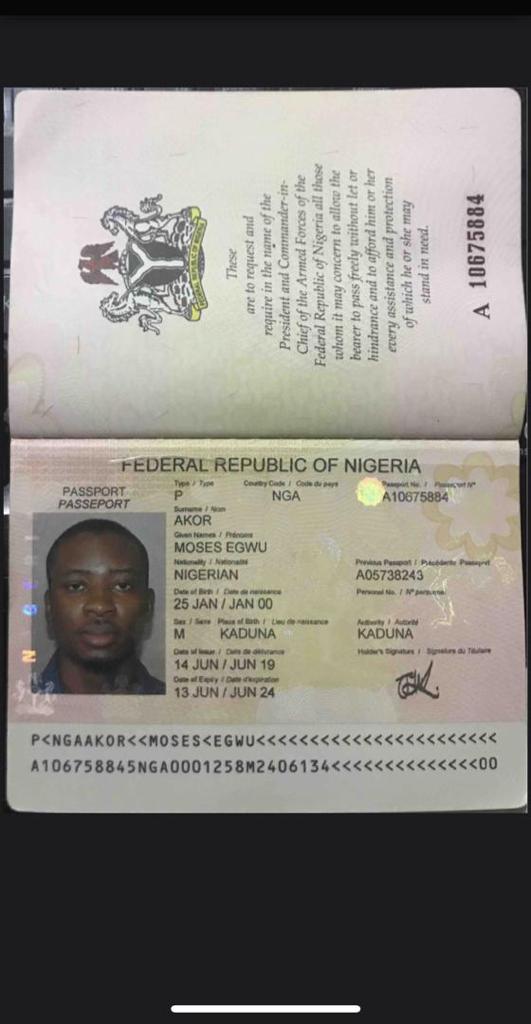 These
are to request and
require in the name of the
President and Commander-in-
Chief of the Armed Forces of the
Federal Republic of Nigeria all those
whom it may concern to allow the
bearer to pass freely without let or
hindrance and to afford him or her
every assistance and protection
of which he or she may
stand in need.
A 10675884
FEDERAL REPUBLIC OF NIGERIA
PASSPORT
PASSEPORT
Type / Type
Country Code / Code du pays
Passport No. / Passeport N°
P
NGA
A10675884
Surname / Nom
AKOR
Given Names / Prénoms
MOSES EGWU
Nationality / Nationalité
Previous Passport / Précédente Passeport
NIGERIAN
A05738243
Date of Birth / Date de naissance
Personal No. / N° personnel
25 JAN / JAN 00
Sex / Sexe Place of Birth / Lieu de naissance
Authority / Autorité
M KADUNA
KADUNA
Date of Issue / Date de délivrance
Holder's Signature / Signature du Titulaire
14 JUN / JUN 19
Date of Expiry / Date d'expiration
13 JUN / JUN 24
P<NGAAKOR<<MOSES<EGWU<<<<<<<<<<<<<<<<<<<<<<<
A106758845NGA0001258M2406134<<<<<<<<<<<<<<00